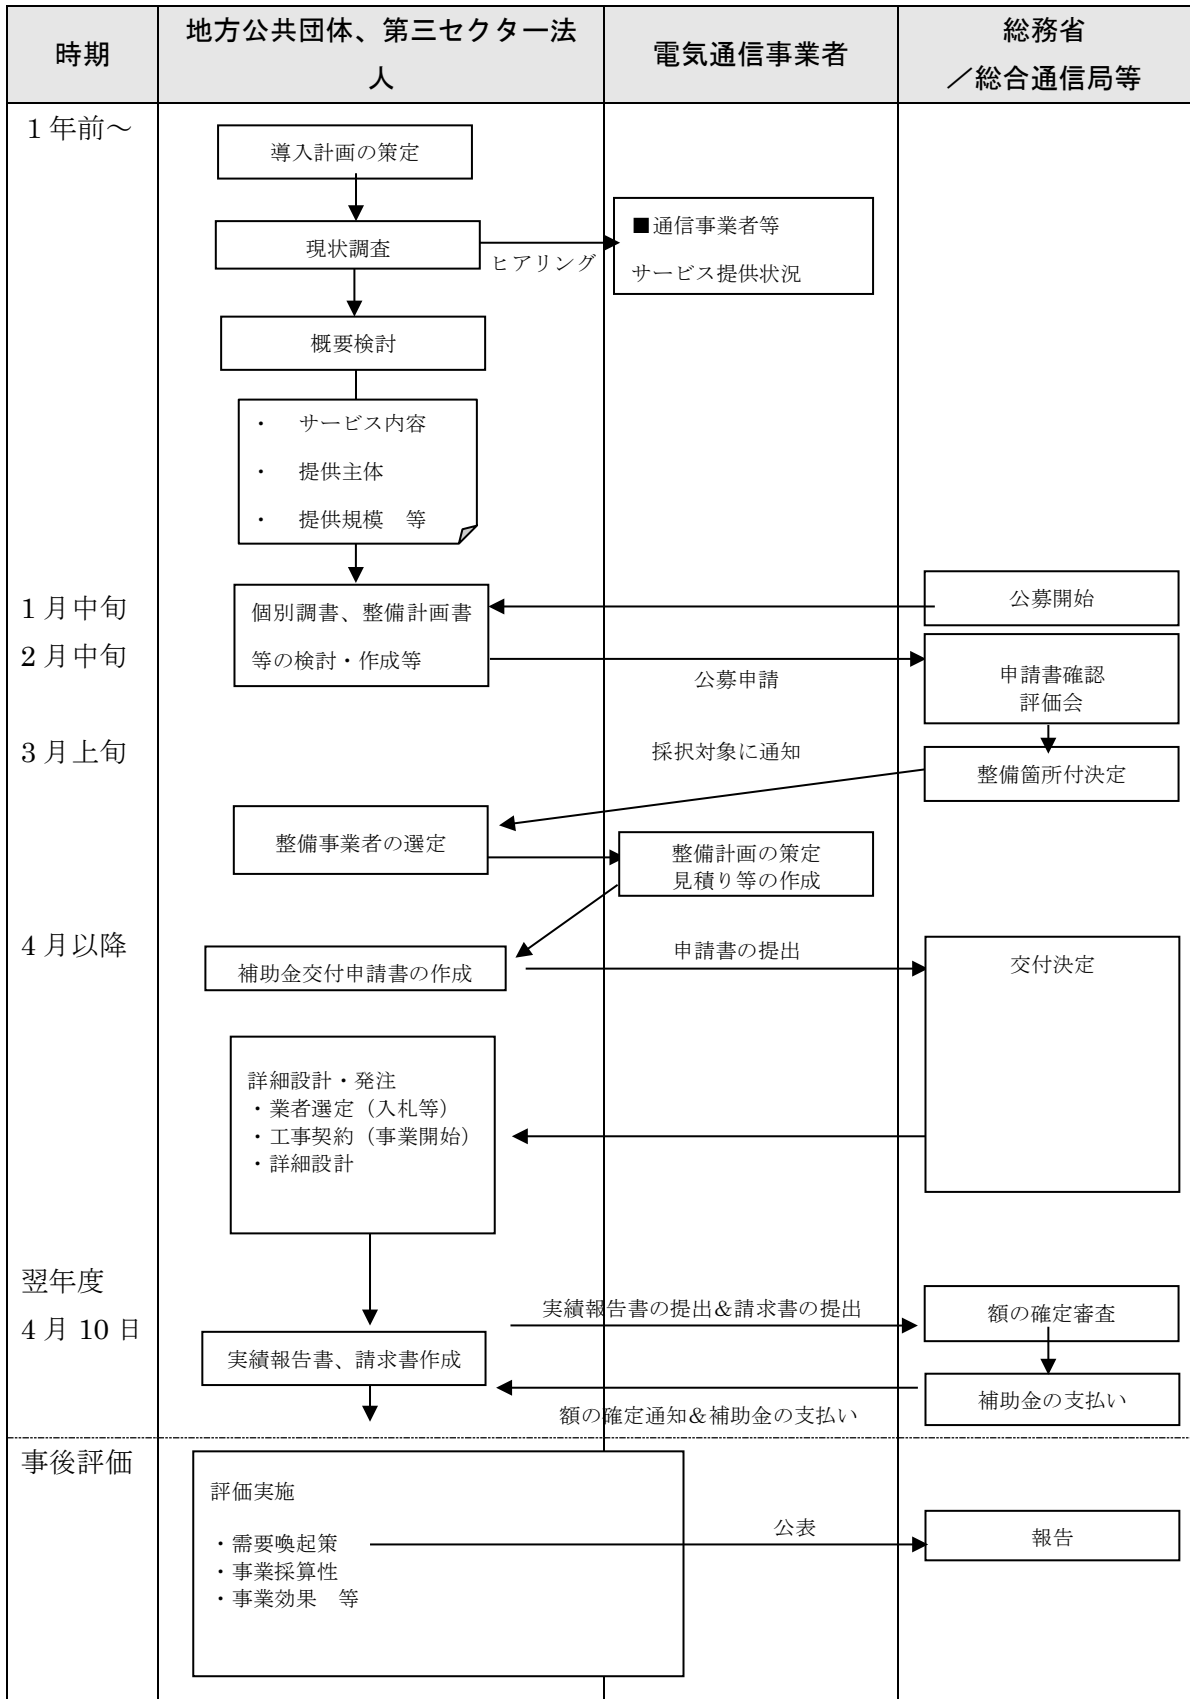 時期
地方公共団体、第三セクター法
人
電気通信事業者
総務省
／総合通信局等
1年前～
導入計画の策定
現状調査
ヒアリング
■通信事業者等
サービス提供状況
概要検討
・ サービス内容
・ 提供主体
・ 提供規模 等
1月中旬
2月中旬
個別調書、整備計画書
等の検討・作成等
公募開始
公募申請
申請書確認
評価会
3月上旬
採択対象に通知
整備箇所付決定
整備事業者の選定
整備計画の策定
見積り等の作成
4月以降
補助金交付申請書の作成
申請書の提出
交付決定
詳細設計・発注
・業者選定（入札等）
・工事契約（事業開始）
・詳細設計
翌年度
4月10日
実績報告書の提出&請求書の提出
額の確定審査
実績報告書、請求書作成
補助金の支払い
額の確定通知&補助金の支払い
事後評価
評価実施
・需要喚起策
・事業採算性
・事業効果 等
公表
報告